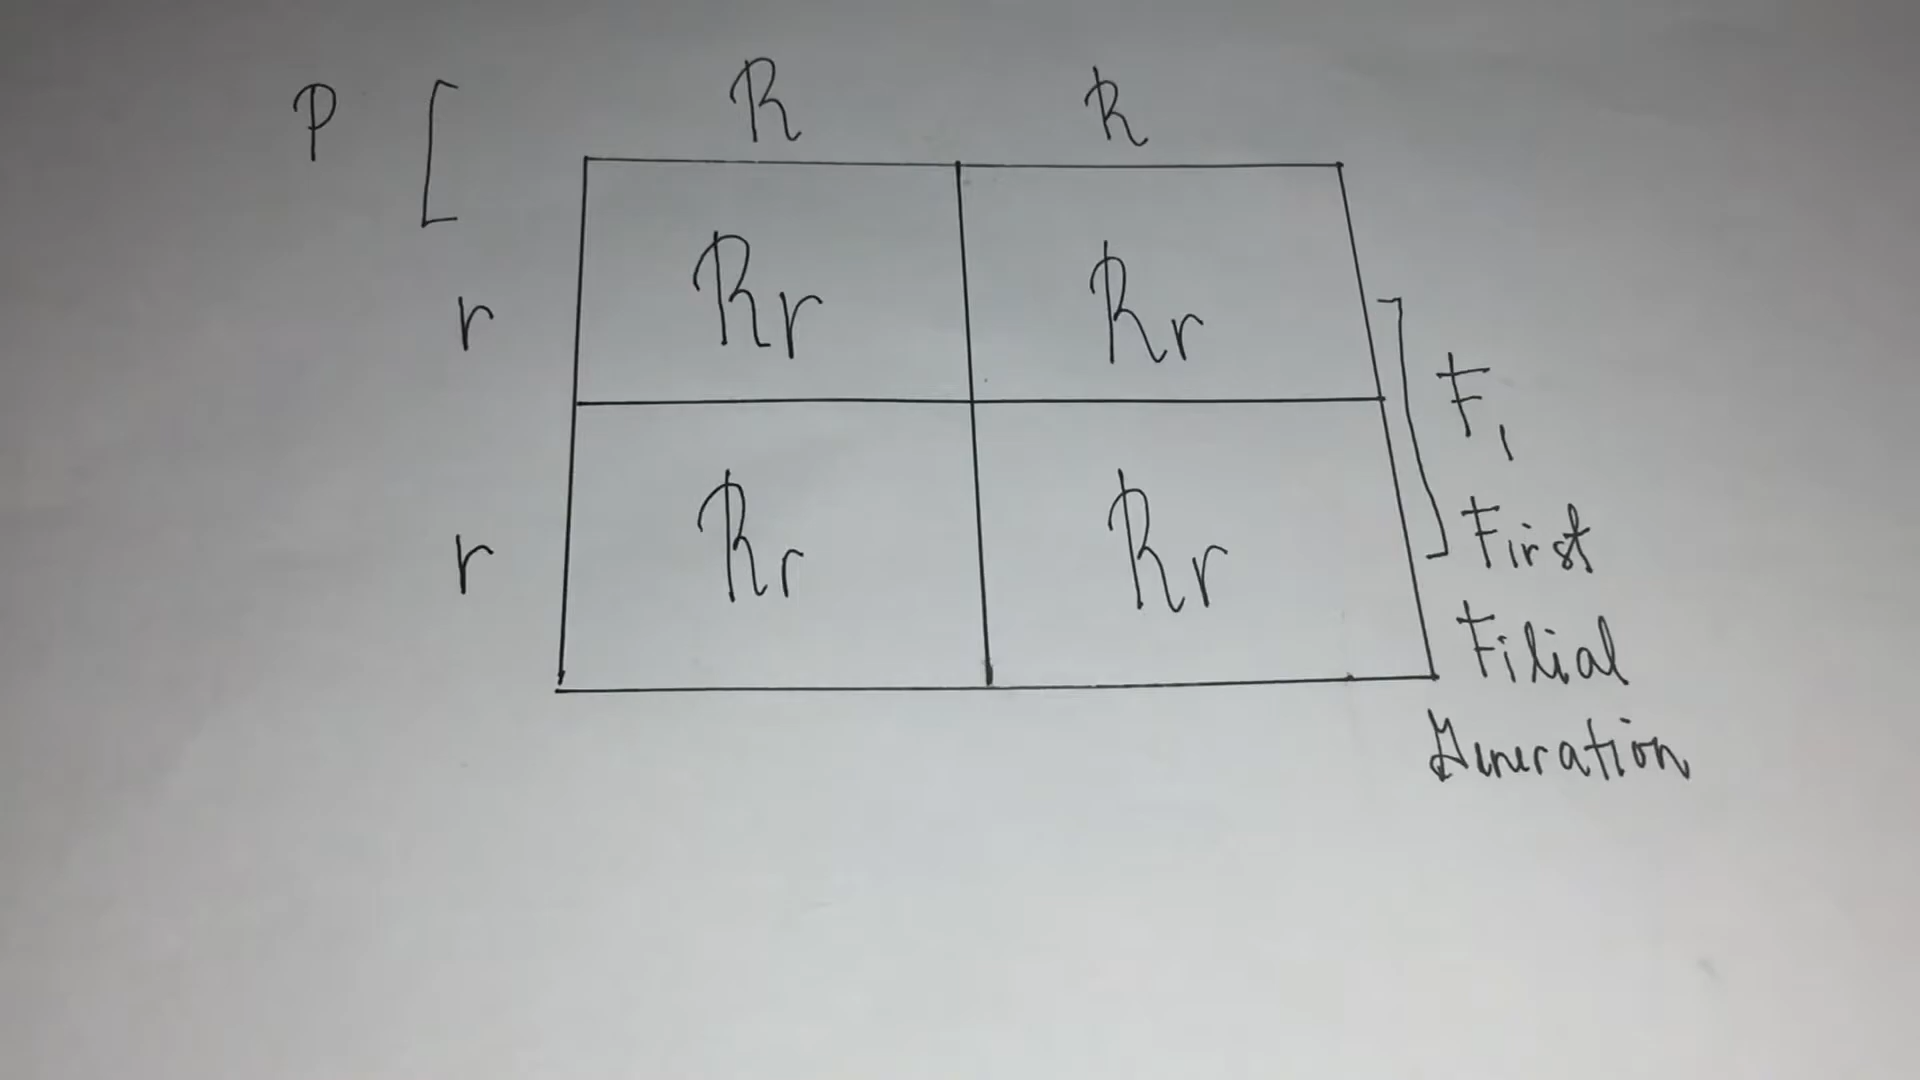 P [ R R
r Rr Rr
r Rr Rr
F1
First
Filial
Generation